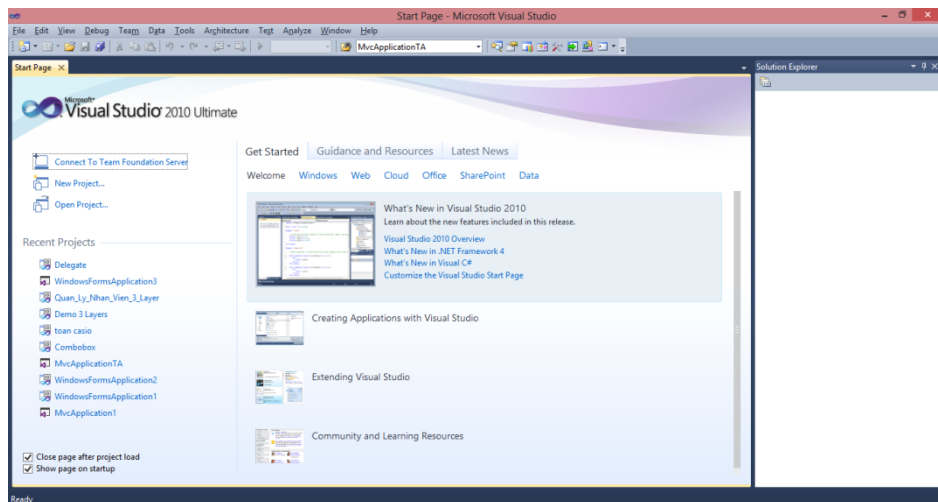 Start Page - Microsoft Visual Studio
File Edit View Debug Team Data Tools Architecture Test Analyze Window Help
MvcApplicationTA
Start Page
Solution Explorer
Microsoft
Visual Studio 2010 Ultimate
Connect To Team Foundation Server
New Project...
Open Project...
Recent Projects
Delegate
WindowsFormsApplication3
Quan_Ly_Nhan_Vien_3_Layer
Demo 3 Layers
toan casio
Combobox
MvcApplicationTA
WindowsFormsApplication2
WindowsFormsApplication1
MvcApplication1
Close page after project load
Show page on startup
Get Started Guidance and Resources Latest News
Welcome Windows Web Cloud Office SharePoint Data
What's New in Visual Studio 2010
Learn about the new features included in this release.
Visual Studio 2010 Overview
What's New in .NET Framework 4
What's New in Visual C#
Customize the Visual Studio Start Page
Creating Applications with Visual Studio
Extending Visual Studio
Community and Learning Resources
Ready